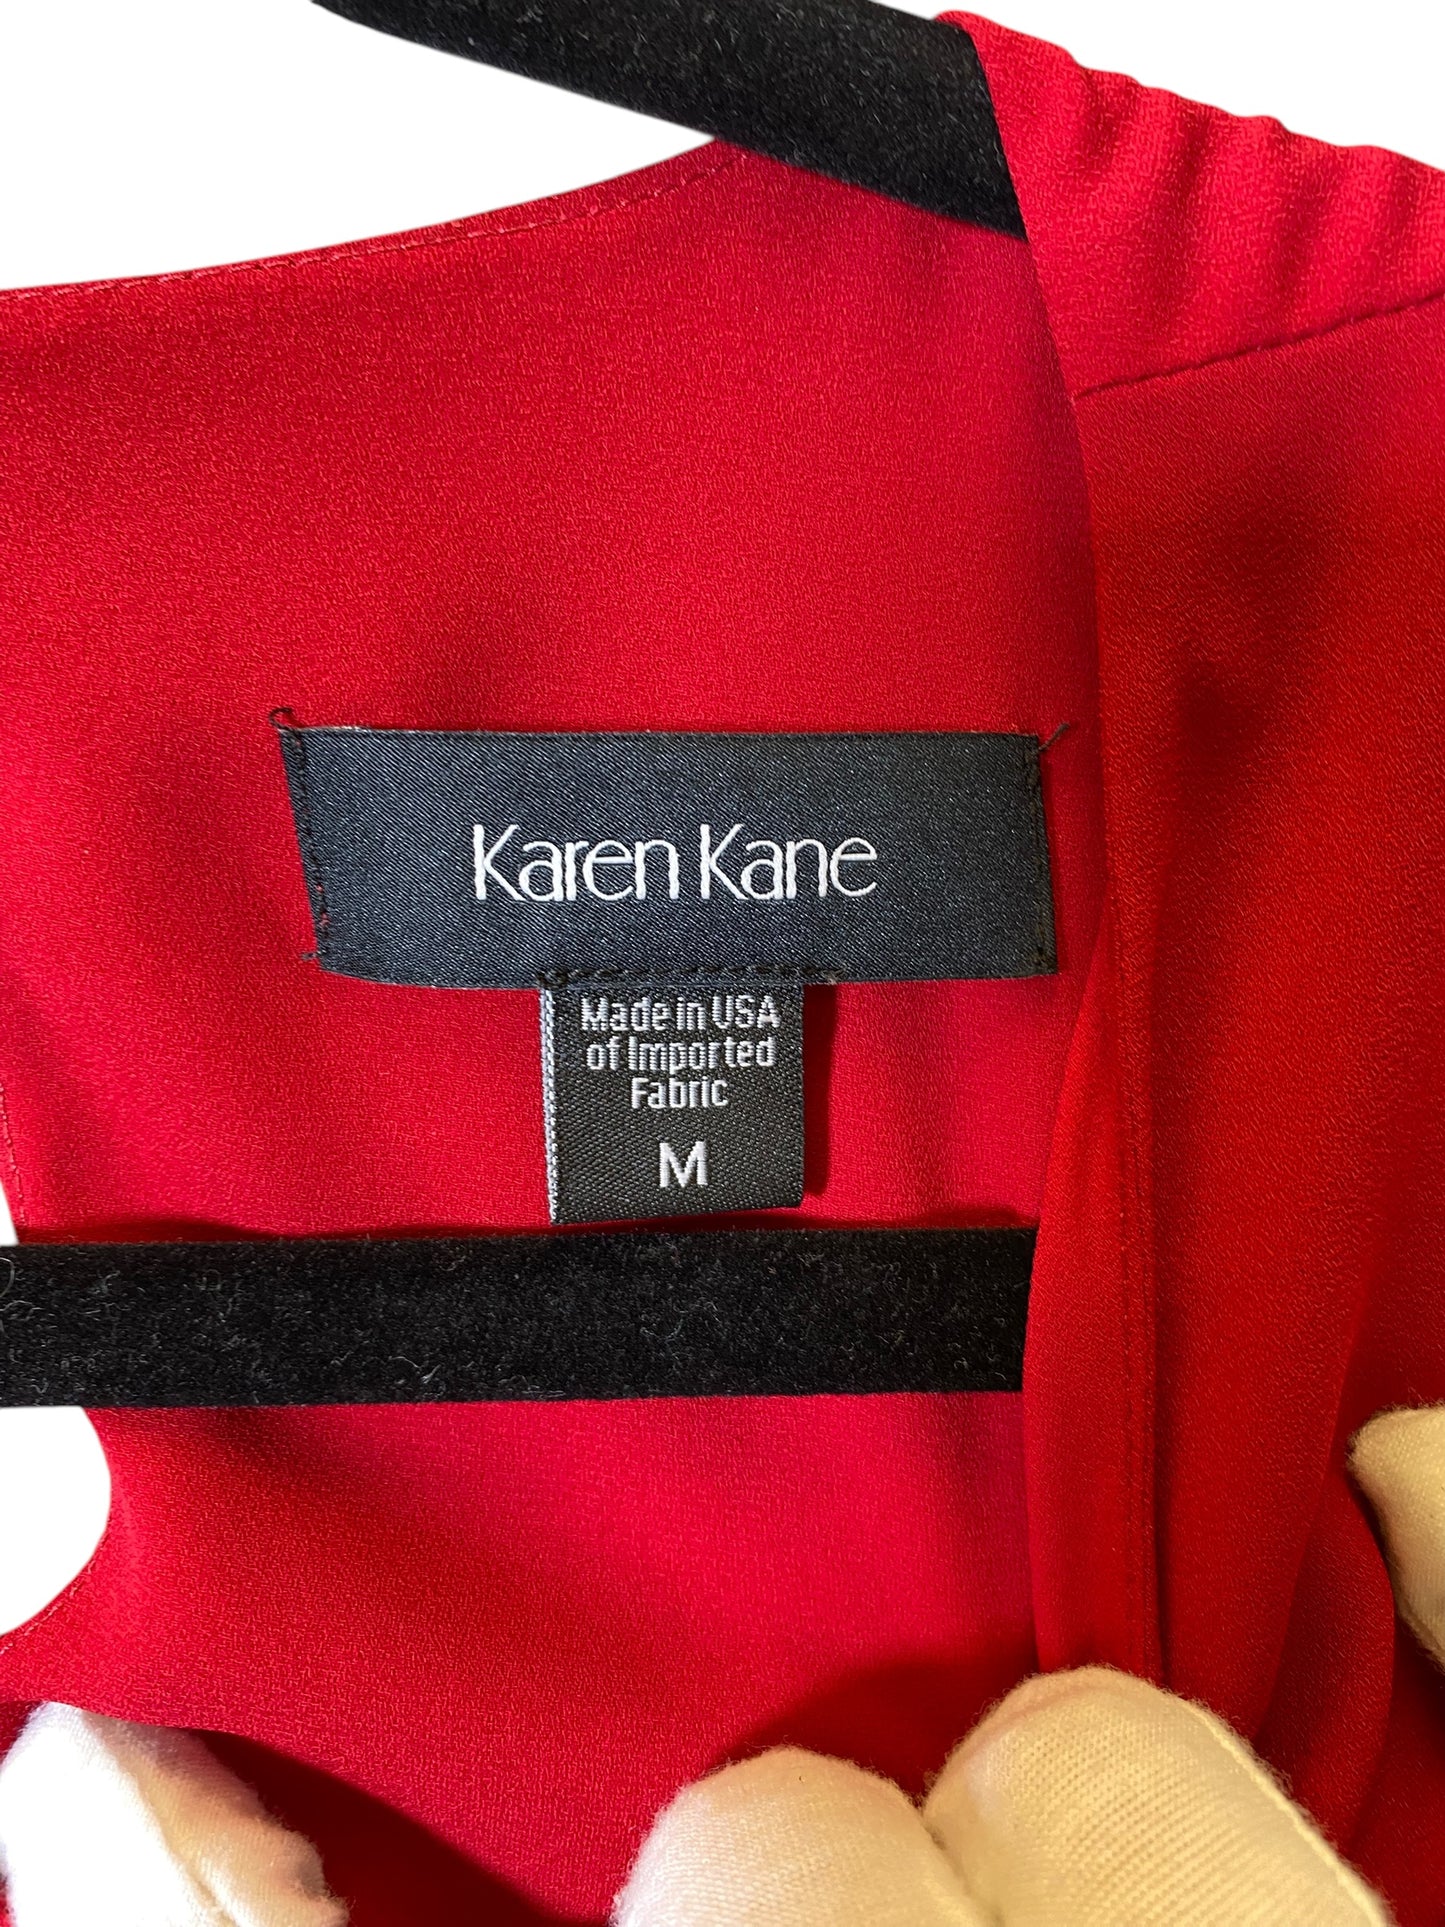 Karen Kane
Made in USA
of Imported
Fabric
M